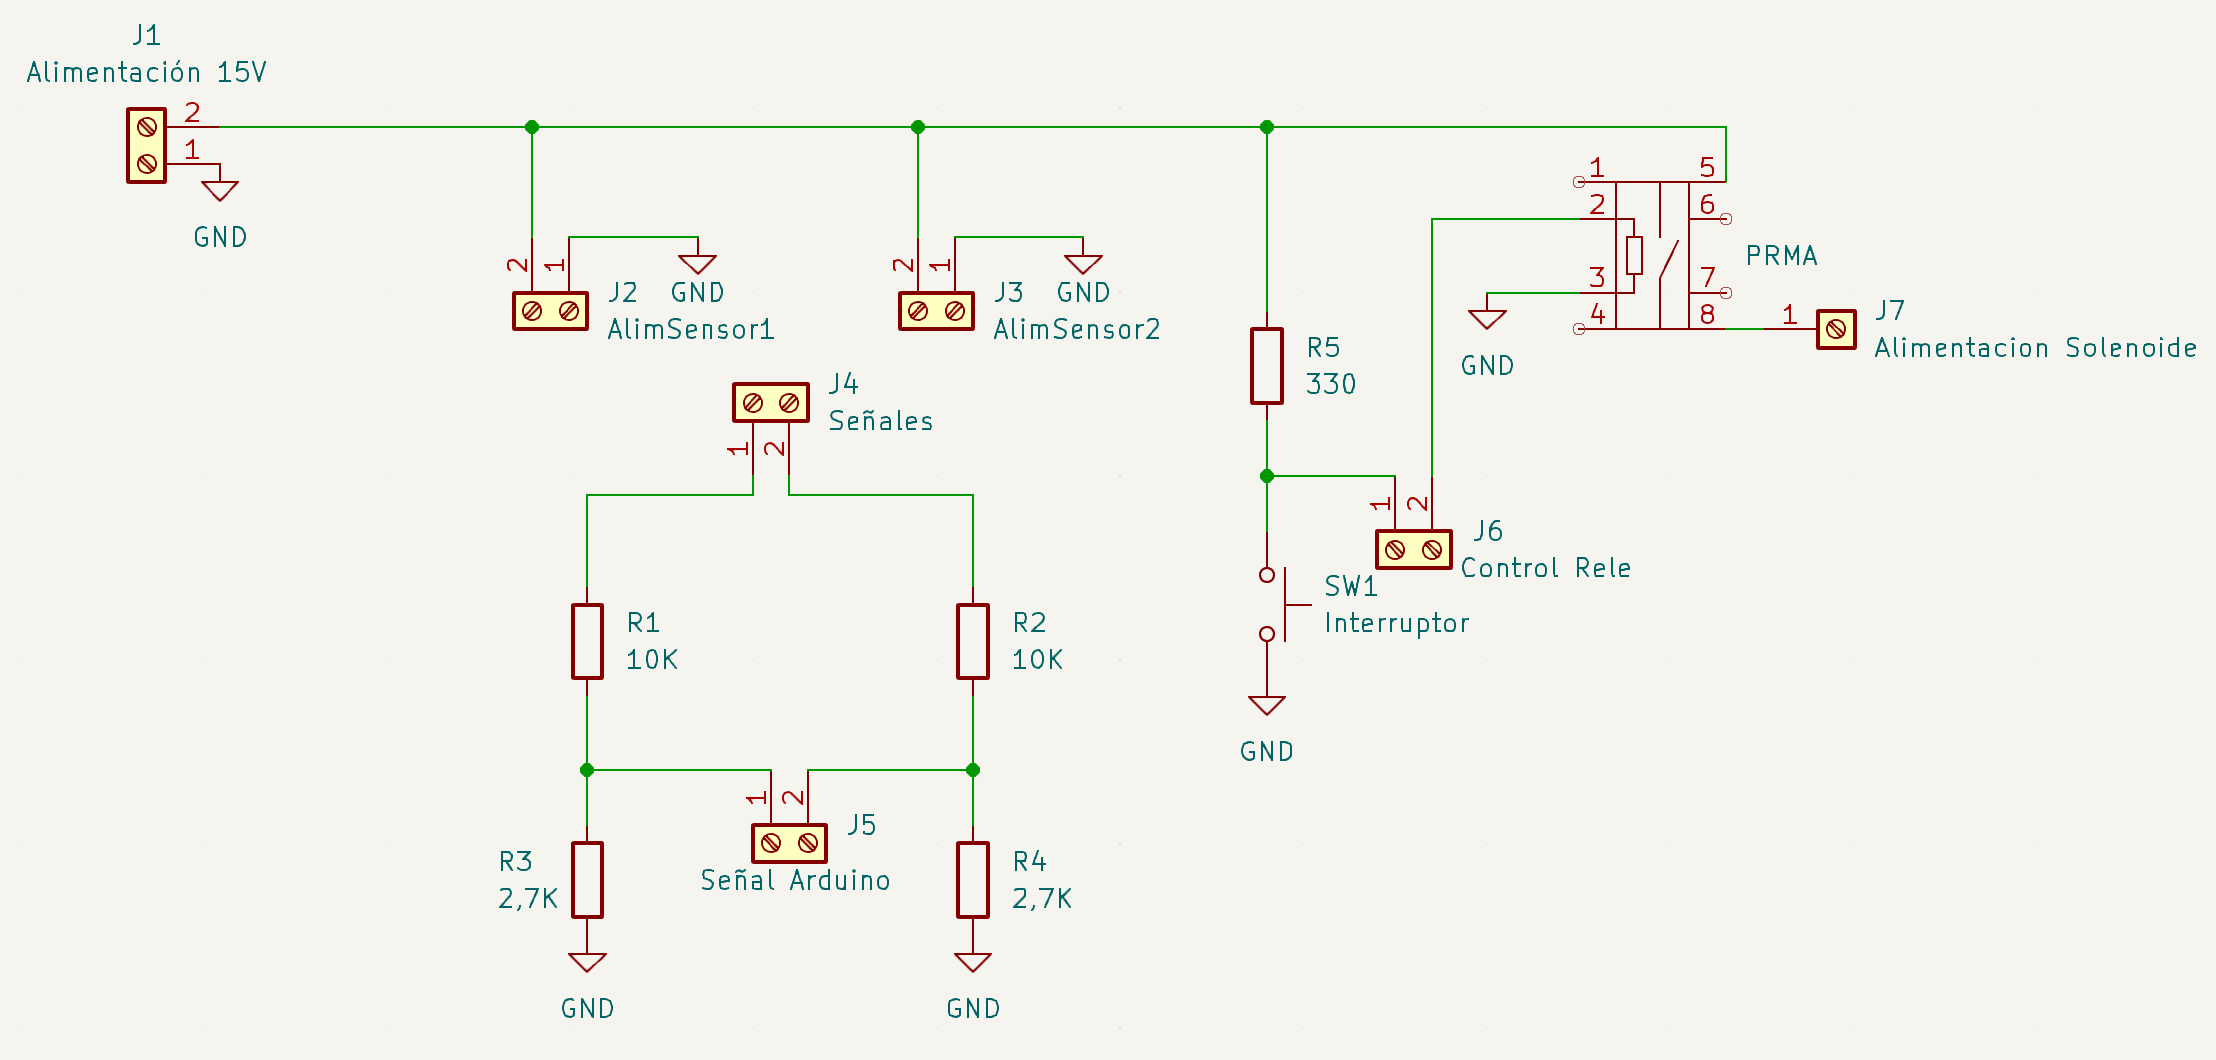 J1
Alimentación 15V
2
1
GND
2
1
J2
GND
AlimSensor1
2
1
J3
GND
AlimSensor2
J4
Señales
1
2
R5
330
1
2
3
4
5
6
7
8
PRMA
GND
1
J7
Alimentacion Solenoide
1
2
J6
Control Rele
SW1
Interruptor
GND
R1
10K
R2
10K
1
2
J5
Señal Arduino
R3
2,7K
R4
2,7K
GND
GND